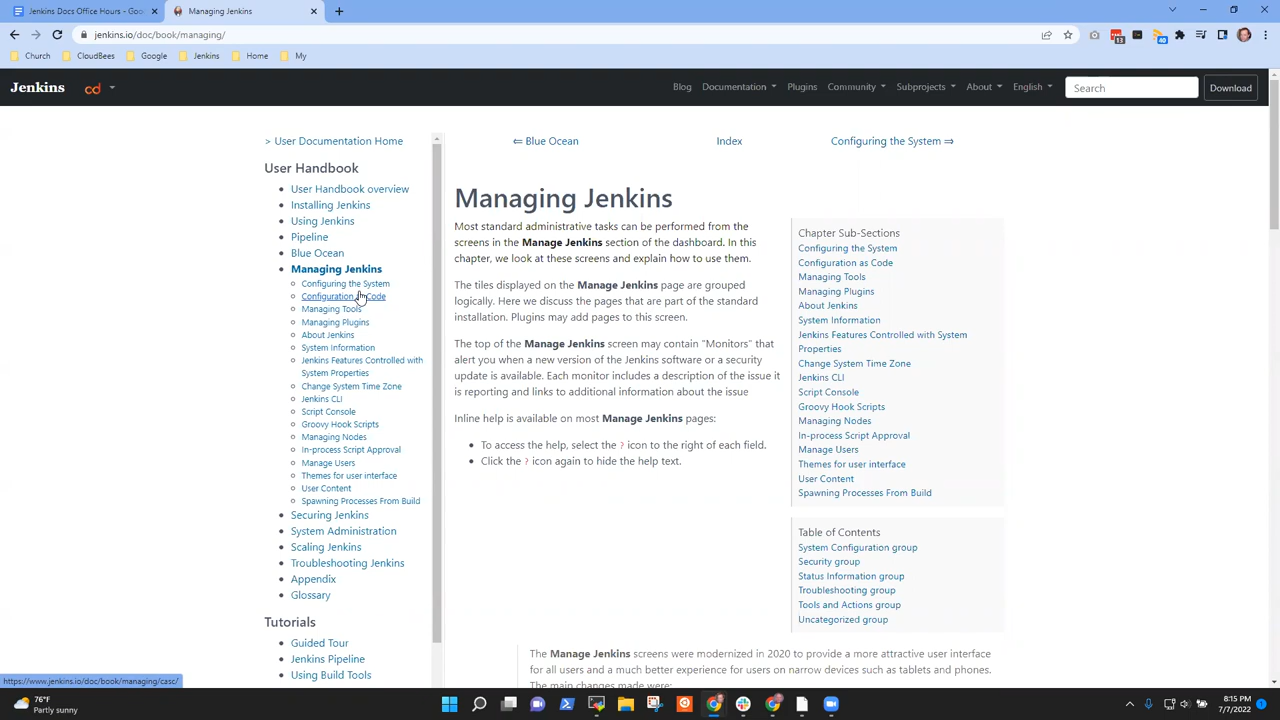 Jenkins Docs Office Hours - Goo
Managing Jenkins
jenkins.io/doc/book/managing/
13
40
Church
CloudBees
Google
Jenkins
Home
My
Jenkins
cd
Blog
Documentation
Plugins
Community
Subprojects
About
English
Search
Download
> User Documentation Home
⇐ Blue Ocean
Index
Configuring the System ⇒
User Handbook
User Handbook overview
Installing Jenkins
Using Jenkins
Pipeline
Blue Ocean
Managing Jenkins
Configuring the System
Configuration as Code
Managing Tools
Managing Plugins
About Jenkins
System Information
Jenkins Features Controlled with
System Properties
Change System Time Zone
Jenkins CLI
Script Console
Groovy Hook Scripts
Managing Nodes
In-process Script Approval
Manage Users
Themes for user interface
User Content
Spawning Processes From Build
Securing Jenkins
System Administration
Scaling Jenkins
Troubleshooting Jenkins
Appendix
Glossary
Tutorials
Guided Tour
Jenkins Pipeline
Using Build Tools
Managing Jenkins
Most standard administrative tasks can be performed from the
screens in the Manage Jenkins section of the dashboard. In this
chapter, we look at these screens and explain how to use them.
The tiles displayed on the Manage Jenkins page are grouped
logically. Here we discuss the pages that are part of the standard
installation. Plugins may add pages to this screen.
The top of the Manage Jenkins screen may contain "Monitors" that
alert you when a new version of the Jenkins software or a security
update is available. Each monitor includes a description of the issue it
is reporting and links to additional information about the issue
Inline help is available on most Manage Jenkins pages:
To access the help, select the ? icon to the right of each field.
Click the ? icon again to hide the help text.
Chapter Sub-Sections
Configuring the System
Configuration as Code
Managing Tools
Managing Plugins
About Jenkins
System Information
Jenkins Features Controlled with System
Properties
Change System Time Zone
Jenkins CLI
Script Console
Groovy Hook Scripts
Managing Nodes
In-process Script Approval
Manage Users
Themes for user interface
User Content
Spawning Processes From Build
Table of Contents
System Configuration group
Security group
Status Information group
Troubleshooting group
Tools and Actions group
Uncategorized group
The Manage Jenkins screens were modernized in 2020 to provide a more attractive user interface
for all users and a much better experience for users on narrow devices such as tablets and phones.
The main changes made were:
https://www.jenkins.io/doc/book/managing/casc/
76°F
Partly sunny
8:15 PM
7/7/2022